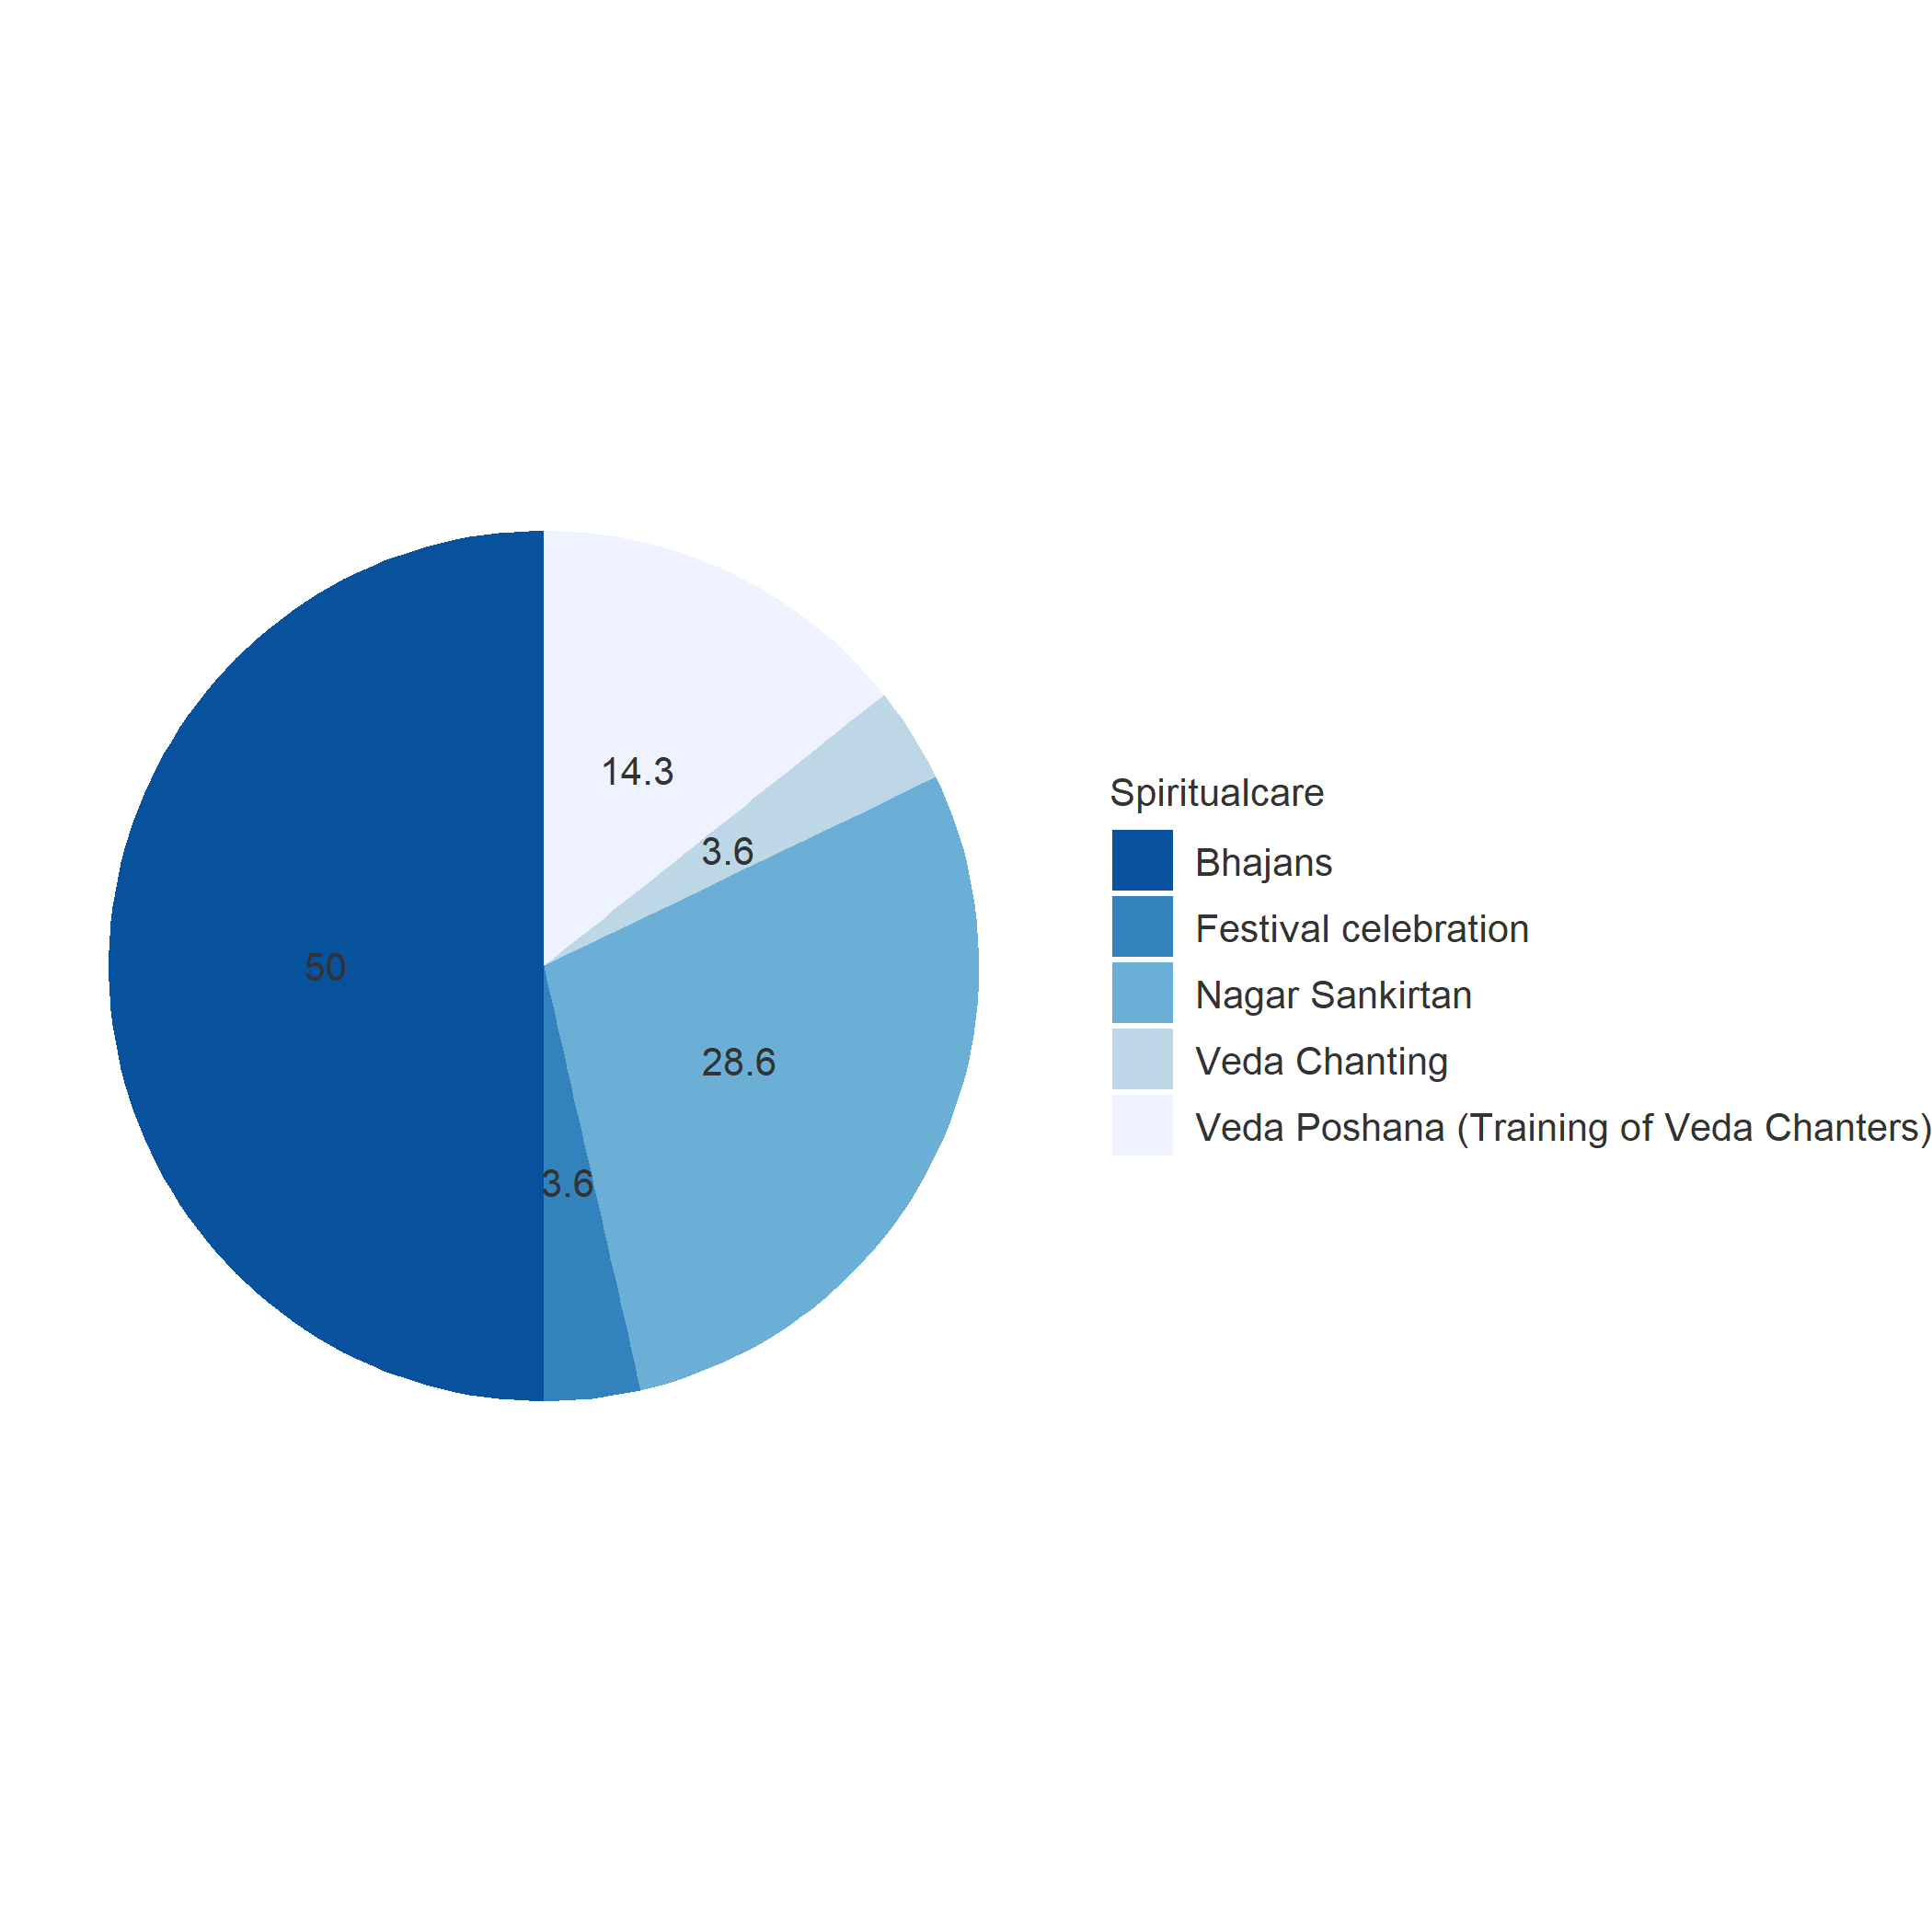 14.3
3.6
50
28.6
3.6
Spiritualcare
Bhajans
Festival celebration
Nagar Sankirtan
Veda Chanting
Veda Poshana (Training of Veda Chanters)